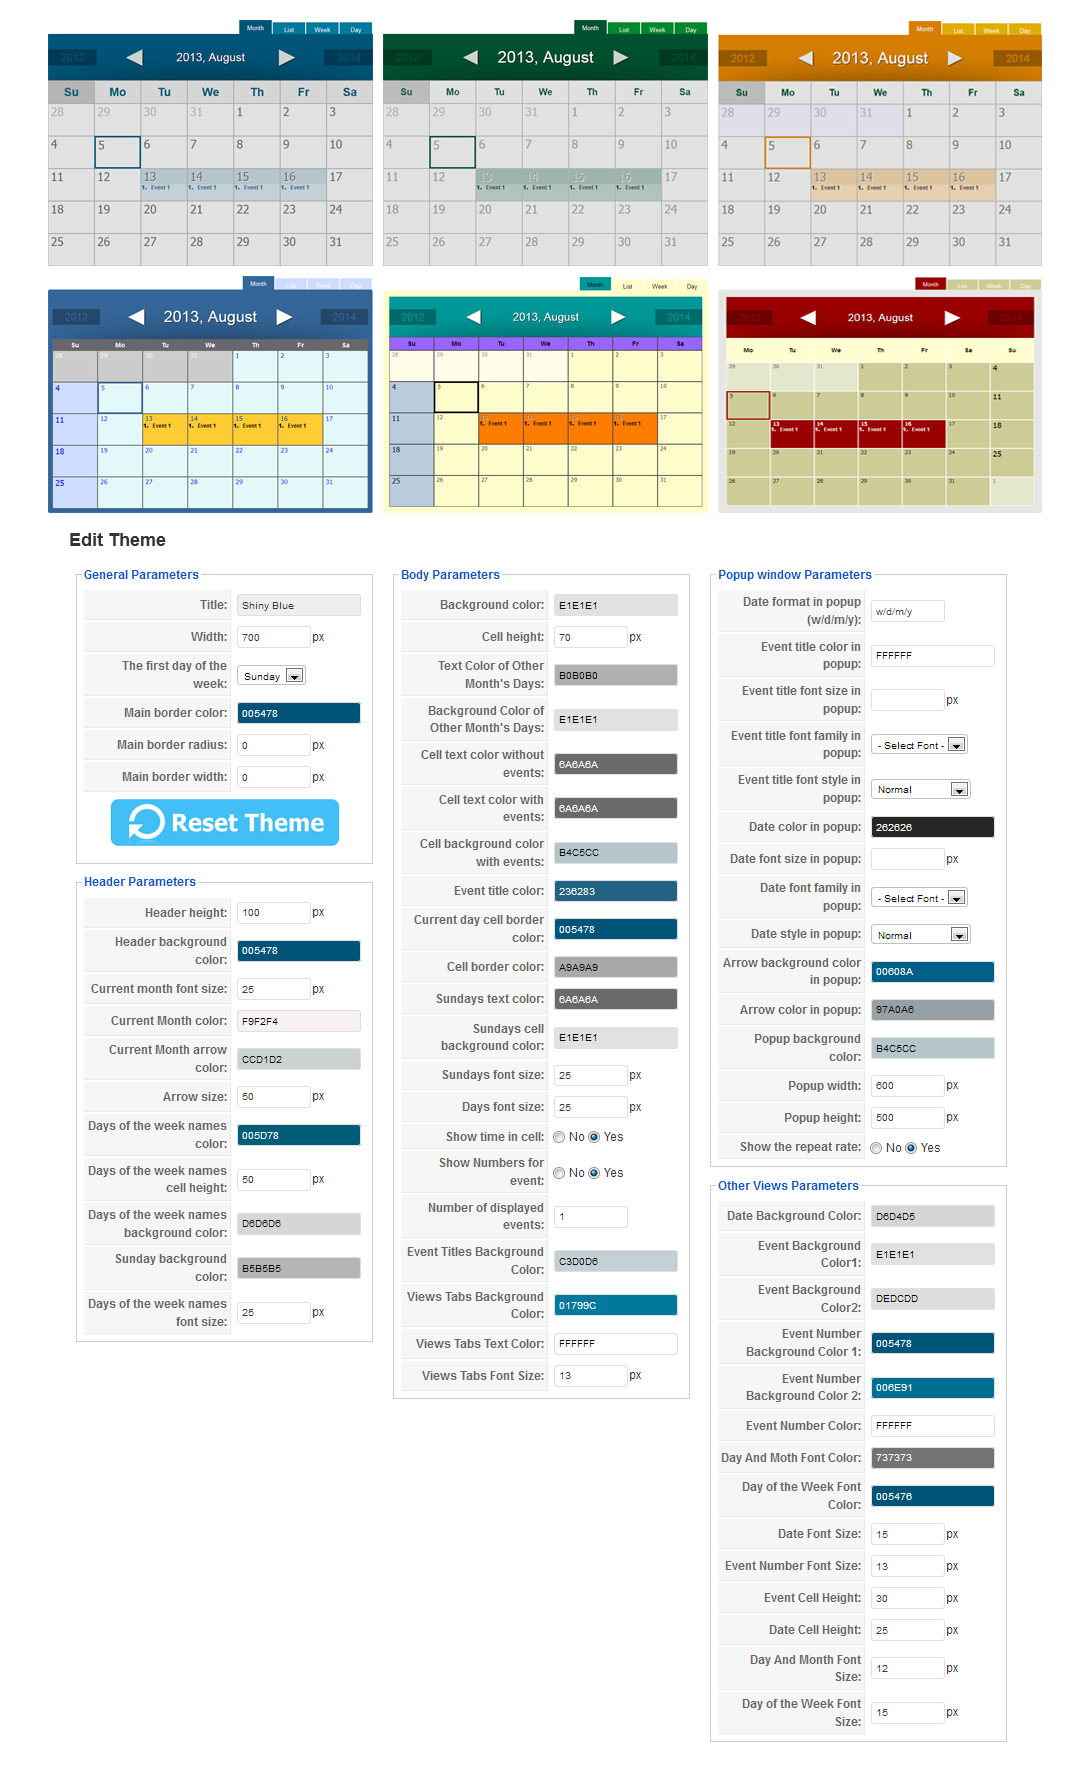 Month List Week Day
2012 2013, August 2014
Su Mo Tu We Th Fr Sa
28 29 30 31 1 2 3
4 5 6 7 8 9 10
11 12 13 14 15 16 17
1. Event 1 1. Event 1 1. Event 1 1. Event 1
18 19 20 21 22 23 24
25 26 27 28 29 30 31
Month List Week Day
2013, August
Su Mo Tu We Th Fr Sa
28 29 30 31 1 2 3
4 5 6 7 8 9 10
11 12 13 14 15 16 17
1. Event 1 1. Event 1 1. Event 1 1. Event 1
18 19 20 21 22 23 24
25 26 27 28 29 30 31
Month List Week Day
2012 2013, August 2014
Su Mo Tu We Th Fr Sa
28 29 30 31 1 2 3
4 5 6 7 8 9 10
11 12 13 14 15 16 17
1. Event 1 1. Event 1 1. Event 1 1. Event 1
18 19 20 21 22 23 24
25 26 27 28 29 30 31
Month List Week Day
2012 2013, August 2014
Su Mo Tu We Th Fr Sa
28 29 30 31 1 2 3
4 5 6 7 8 9 10
11 12 13 14 15 16 17
1. Event 1 1. Event 1 1. Event 1 1. Event 1
18 19 20 21 22 23 24
25 26 27 28 29 30 31
Month List Week Day
2012 2013, August 2014
Su Mo Tu We Th Fr Sa
28 29 30 31 1 2 3
4 5 6 7 8 9 10
11 12 13 14 15 16 17
1. Event 1 1. Event 1 1. Event 1 1. Event 1
18 19 20 21 22 23 24
25 26 27 28 29 30 31
Month List Week Day
2013, August
Mo Tu We Th Fr Sa Su
29 30 31 1 2 3 4
5 6 7 8 9 10 11
12 13 14 15 16 17 18
1. Event 1 1. Event 1 1. Event 1 1. Event 1
19 20 21 22 23 24 25
26 27 28 29 30 31 1
Edit Theme
General Parameters
Title: Shiny Blue
Width: 700 px
The first day of the
week: Sunday
Main border color: 005478
Main border radius: 0 px
Main border width: 0 px
Reset Theme
Header Parameters
Header height: 100 px
Header background
color: 005478
Current month font size: 25 px
Current Month color: F9F2F4
Current Month arrow
color: CCD1D2
Arrow size: 50 px
Days of the week names
color: 005D78
Days of the week names
cell height: 50 px
Days of the week names
background color: D6D6D6
Sunday background
color: B5B5B5
Days of the week names
font size: 25 px
Body Parameters
Background color: E1E1E1
Cell height: 70 px
Text Color of Other
Month's Days: B0B0B0
Background Color of
Other Month's Days: E1E1E1
Cell text color without
events: 6A6A6A
Cell text color with
events: 6A6A6A
Cell background color
with events: B4C5CC
Event title color: 236283
Current day cell border
color: 005478
Cell border color: A9A9A9
Sundays text color: 6A6A6A
Sundays cell
background color: E1E1E1
Sundays font size: 25 px
Days font size: 25 px
Show time in cell: No Yes
Show Numbers for
event: No Yes
Number of displayed
events: 1
Event Titles Background
Color: C3D0D6
Views Tabs Background
Color: 01799C
Views Tabs Text Color: FFFFFF
Views Tabs Font Size: 13 px
Popup window Parameters
Date format in popup
(w/d/m/y): w/d/m/y
Event title color in
popup: FFFFFF
Event title font size in
popup: px
Event title font family in
popup: - Select Font -
Event title font style in
popup: Normal
Date color in popup: 262626
Date font size in popup: px
Date font family in
popup: - Select Font -
Date style in popup: Normal
Arrow background color
in popup: 00608A
Arrow color in popup: 97A0A6
Popup background
color: B4C5CC
Popup width: 600 px
Popup height: 500 px
Show the repeat rate: No Yes
Other Views Parameters
Date Background Color: D6D4D5
Event Background
Color1: E1E1E1
Event Background
Color2: DEDCDD
Event Number
Background Color 1: 005478
Event Number
Background Color 2: 006E91
Event Number Color: FFFFFF
Day And Moth Font Color: 737373
Day of the Week Font
Color: 005476
Date Font Size: 15 px
Event Number Font Size: 13 px
Event Cell Height: 30 px
Date Cell Height: 25 px
Day And Month Font
Size: 12 px
Day of the Week Font
Size: 15 px